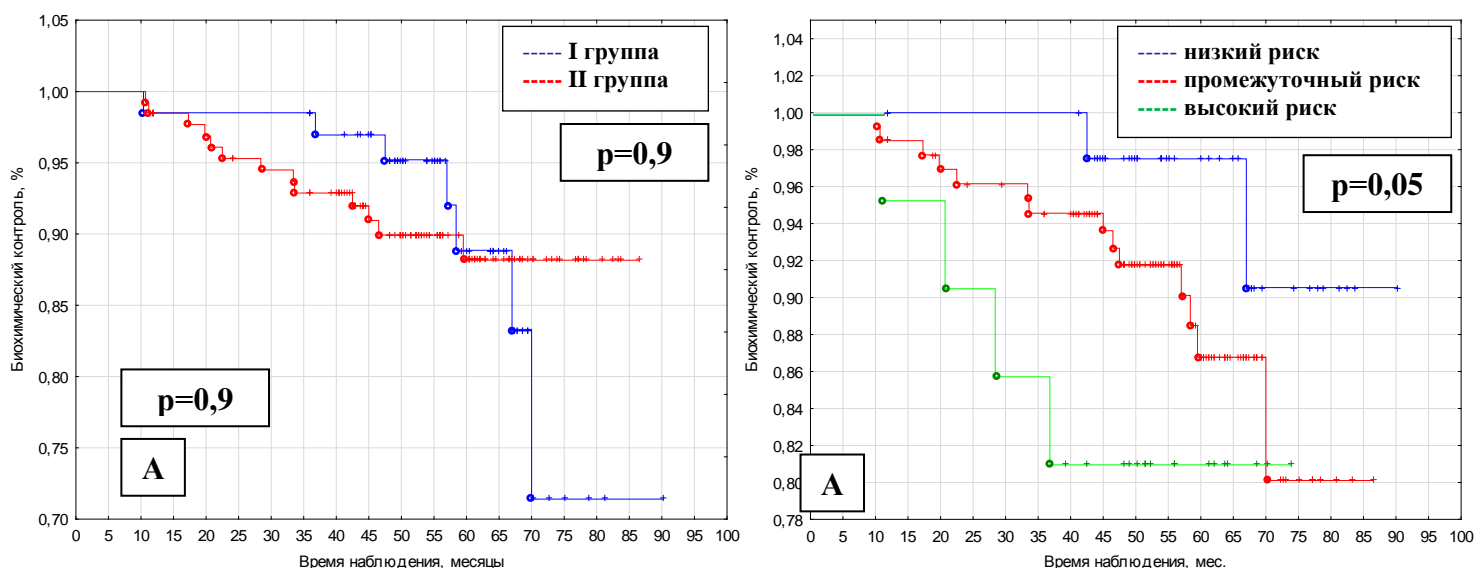 1,05
1,00
0,95
0,90
0,85
0,80
0,75
0,70
Биохимический контроль, %
I группа
II группа
p=0,9
p=0,9
А
0 5 10 15 20 25 30 35 40 45 50 55 60 65 70 75 80 85 90 95 100
Время наблюдения, месяцы
1,04
1,02
1,00
0,98
0,96
0,94
0,92
0,90
0,88
0,86
0,84
0,82
0,80
0,78
Биохимический контроль, %
низкий риск
промежуточный риск
высокий риск
p=0,05
А
0 5 10 15 20 25 30 35 40 45 50 55 60 65 70 75 80 85 90 95 100
Время наблюдения, мес.